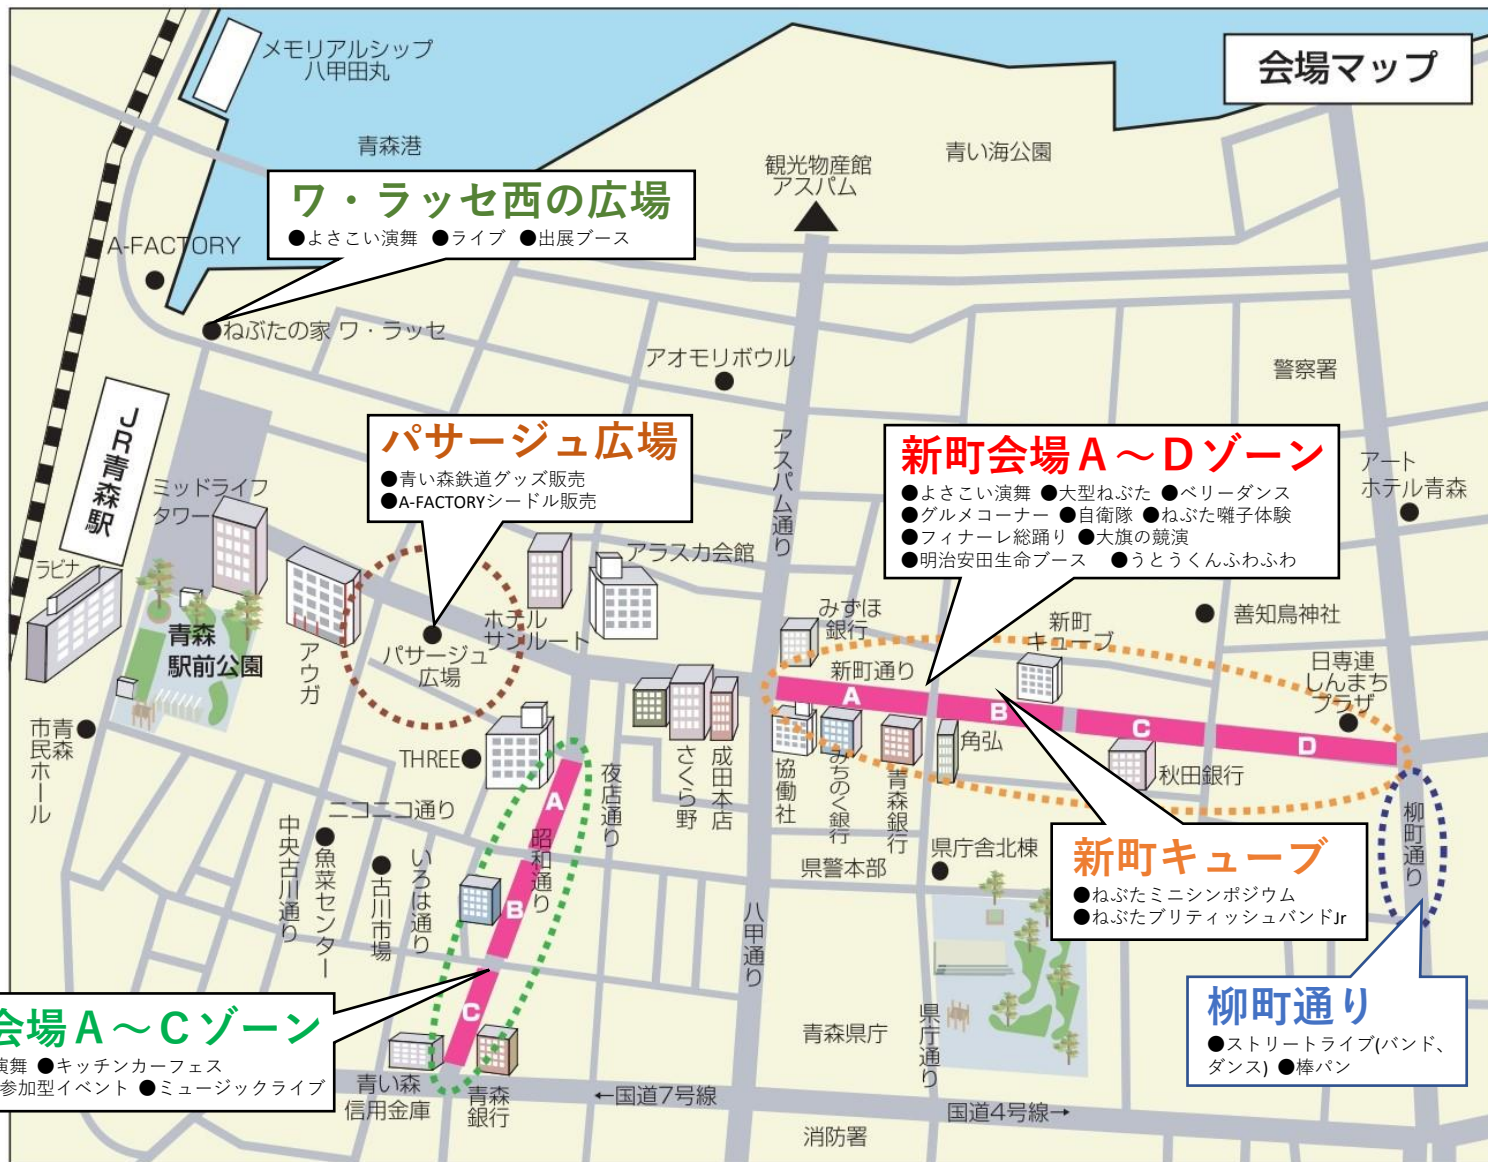 会場マップ
メモリアルシップ
八甲田丸
青森港
青い海公園
観光物産館
アスパム
ワ・ラッセ西の広場
●よさこい演舞 ●ライブ ●出展ブース
A-FACTORY
ねぶたの家 ワ・ラッセ
アオモリボウル
警察署
アスパム通り
JR青森駅
パサージュ広場
●青い森鉄道グッズ販売
●A-FACTORYシードル販売
新町会場A～Dゾーン
●よさこい演舞 ●大型ねぶた ●ベリーダンス
●グルメコーナー ●自衛隊 ●ねぶた囃子体験
●フィナーレ総踊り ●大旗の競演
●明治安田生命ブース ●うとうくんふわふわ
アート
ホテル青森
ミッドライフ
タワー
ラビナ
アラスカ会館
ホテル
サンルート
みずほ
銀行
新町
キューブ
善知鳥神社
青森
駅前公園
アウガ
パサージュ
広場
新町通り
日専連
しんまち
プラザ
A
B
C
D
青森
市民ホール
THREE
さくら野
成田本店
協働社
みちのく銀行
青森銀行
角弘
秋田銀行
夜店通り
ニコニコ通り
A
昭和通り
B
C
中央古川通り
魚菜センター
古川市場
いろは通り
県警本部
県庁舎北棟
柳町通り
八甲通り
新町キューブ
●ねぶたミニシンポジウム
●ねぶたブリティッシュバンドJr
柳町通り
●ストリートライブ(バンド、
ダンス) ●棒パン
会場A～Cゾーン
演舞 ●キッチンカーフェス
参加型イベント ●ミュージックライブ
青森県庁
県庁通り
青い森
信用金庫
青森
銀行
←国道7号線
国道4号線→
消防署